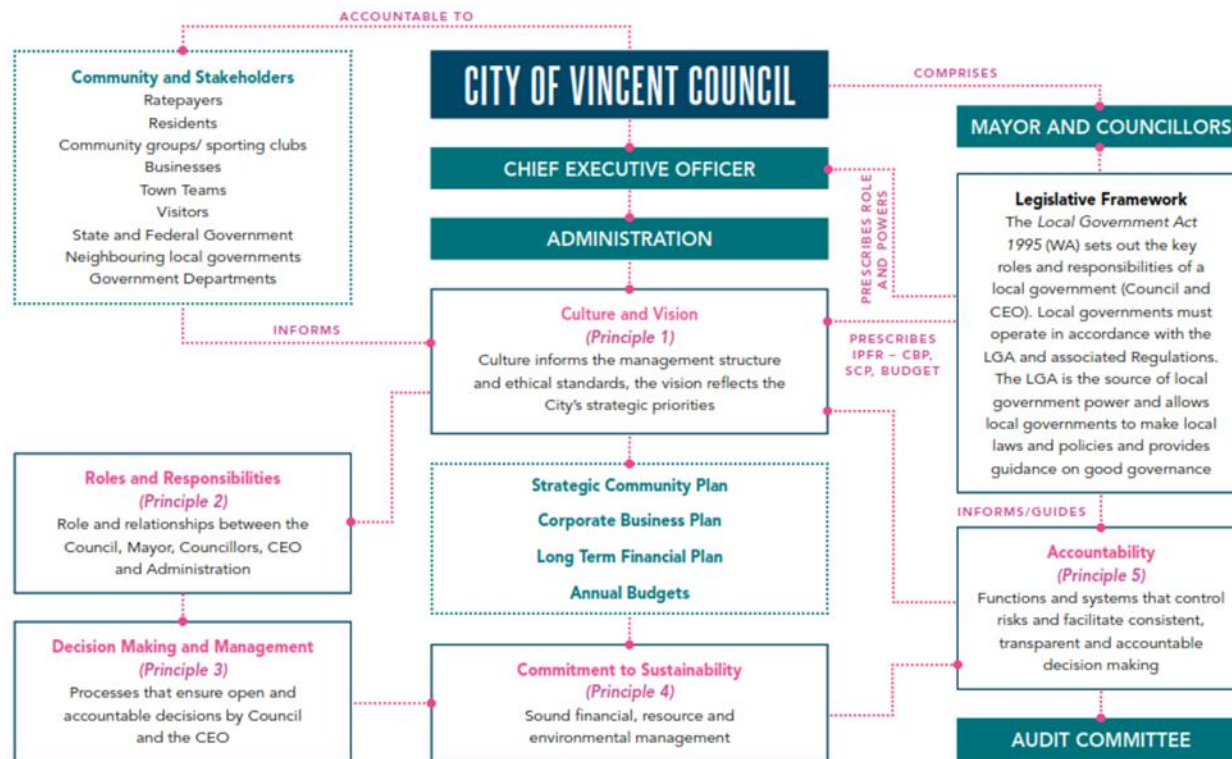 ACCOUNTABLE TO
Community and Stakeholders
Ratepayers
Residents
Community groups/ sporting clubs
Businesses
Town Teams
Visitors
State and Federal Government
Neighbouring local governments
Government Departments
CITY OF VINCENT COUNCIL
COMPRISES
MAYOR AND COUNCILLORS
CHIEF EXECUTIVE OFFICER
ADMINISTRATION
PRESCRIBES ROLE
AND POWERS
Legislative Framework
The Local Government Act
1995 (WA) sets out the key
roles and responsibilities of a
local government (Council and
CEO). Local governments must
operate in accordance with the
LGA and associated Regulations.
The LGA is the source of local
government power and allows
local governments to make local
laws and policies and provides
guidance on good governance
INFORMS
Culture and Vision
(Principle 1)
Culture informs the management structure
and ethical standards, the vision reflects the
City's strategic priorities
PRESCRIBES
IPFR – CBP,
SCP, BUDGET
Roles and Responsibilities
(Principle 2)
Role and relationships between the
Council, Mayor, Councillors, CEO
and Administration
Strategic Community Plan
Corporate Business Plan
Long Term Financial Plan
Annual Budgets
INFORMS/GUIDES
Accountability
(Principle 5)
Functions and systems that control
risks and facilitate consistent,
transparent and accountable
decision making
Decision Making and Management
(Principle 3)
Processes that ensure open and
accountable decisions by Council
and the CEO
Commitment to Sustainability
(Principle 4)
Sound financial, resource and
environmental management
AUDIT COMMITTEE